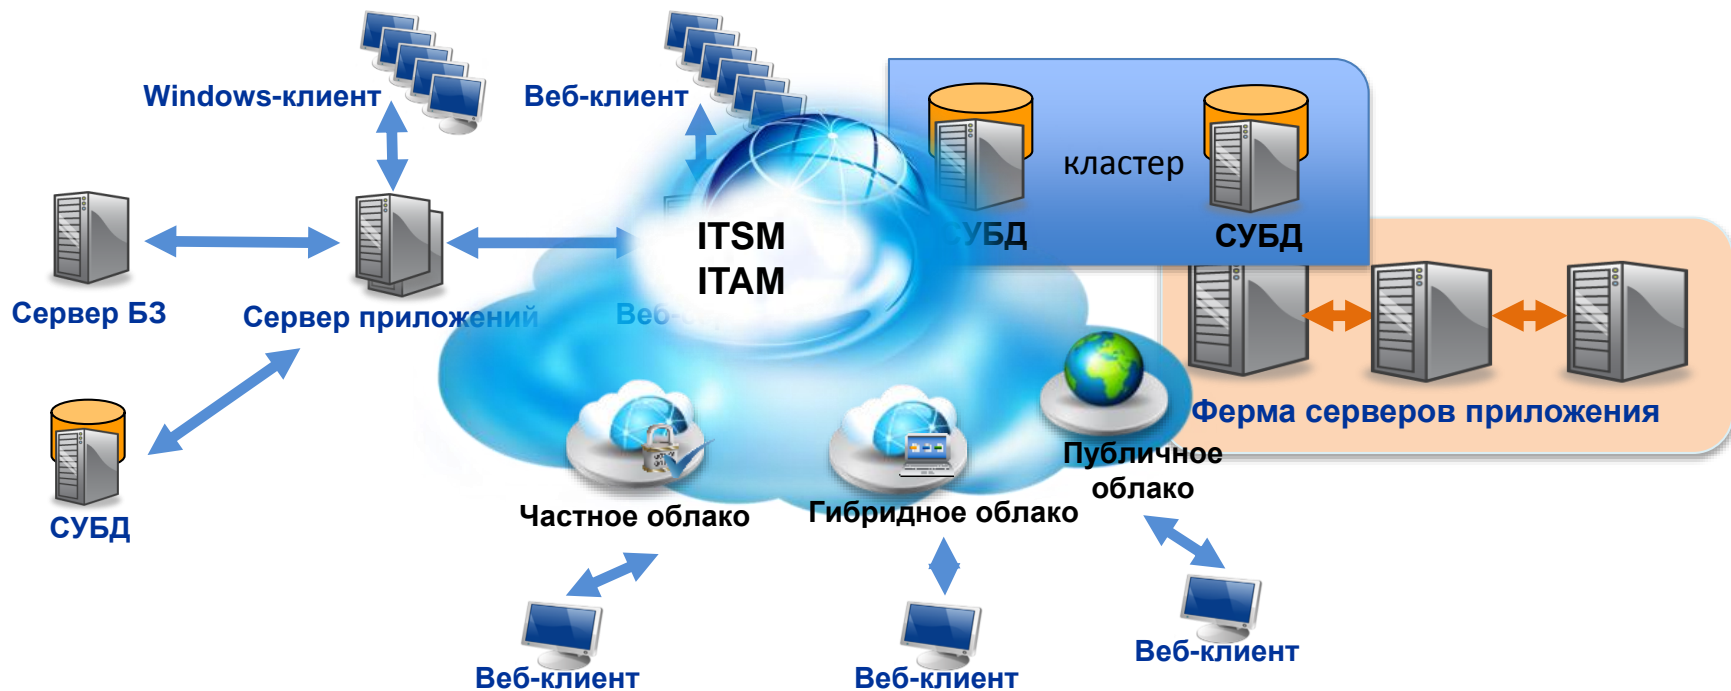 Windows-клиент
Веб-клиент
кластер
СУБД
СУБД
ITSM
ITAM
Сервер БЗ
Сервер приложений
Ферма серверов приложения
СУБД
Частное облако
Гибридное облако
Публичное
облако
Веб-клиент
Веб-клиент
Веб-клиент